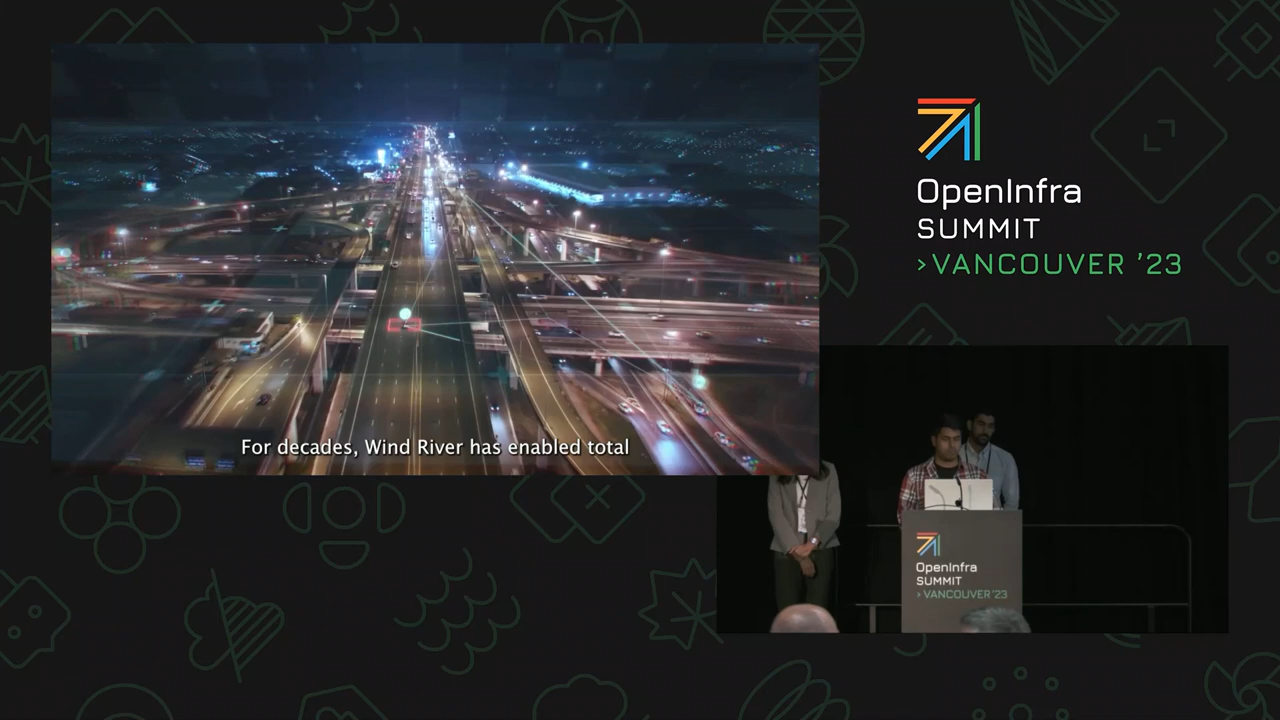 OpenInfra
SUMMIT
>VANCOUVER '23
For decades, Wind River has enabled total
OpenInfra
SUMMIT
>VANCOUVER '23